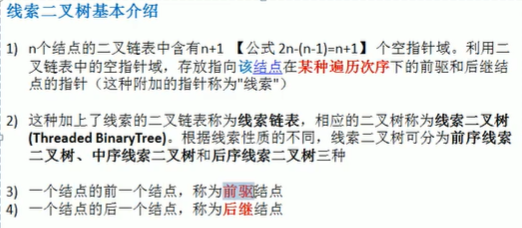 线索二叉树基本介绍
1) n个结点的二叉链表中含有n+1 【公式 2n-(n-1)=n+1】 个空指针域。利用二
叉链表中的空指针域，存放指向该结点在某种遍历次序下的前驱和后继结
点的指针（这种附加的指针称为"线索"）
2) 这种加上了线索的二叉链表称为线索链表，相应的二叉树称为线索二叉树
(Threaded BinaryTree)。根据线索性质的不同，线索二叉树可分为前序线索
二叉树、中序线索二叉树和后序线索二叉树三种
3) 一个结点的前一个结点，称为前驱结点
4) 一个结点的后一个结点，称为后继结点